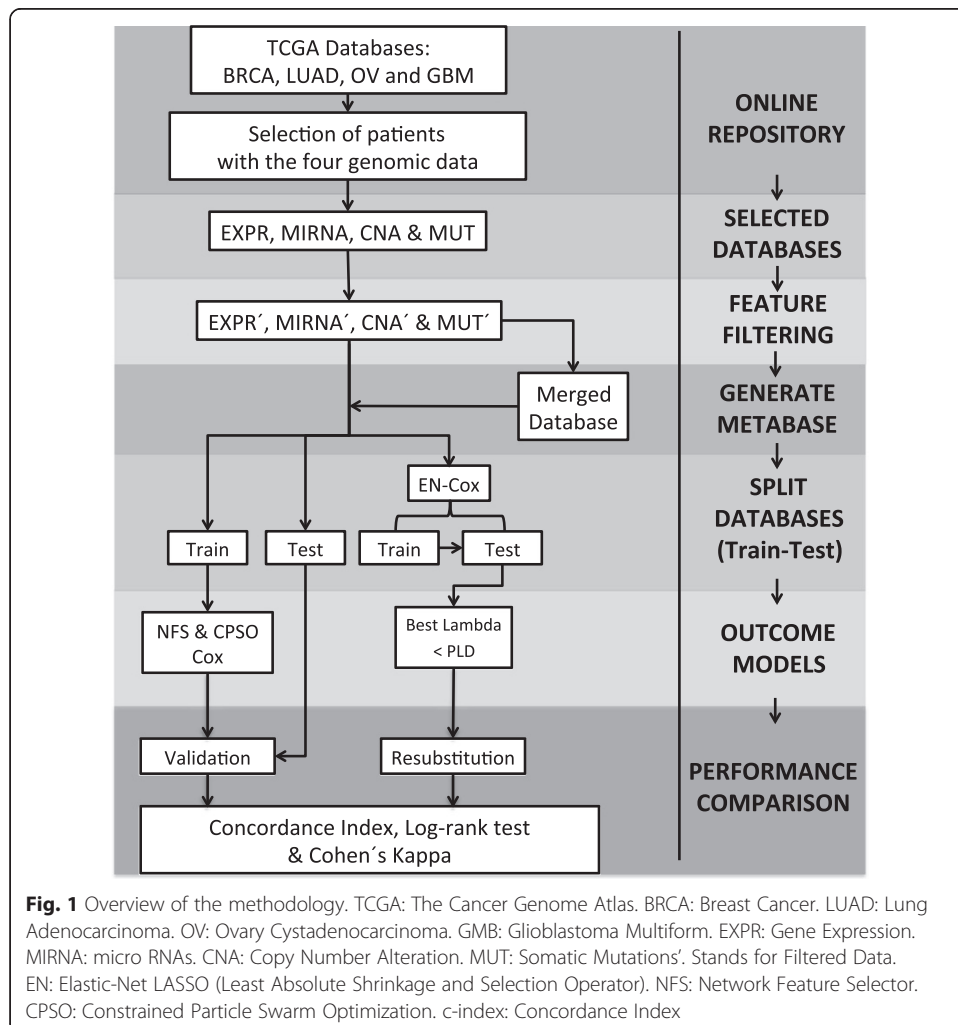 TCGA Databases:
BRCA, LUAD, OV and GBM
Selection of patients
with the four genomic data
EXPR, MIRNA, CNA & MUT
EXPR´, MIRNA´, CNA´ & MUT´
Merged
Database
EN-Cox
Train
Test
Train
Test
NFS & CPSO
Cox
Best Lambda
< PLD
Validation
Resubstitution
Concordance Index, Log-rank test
& Cohen´s Kappa
ONLINE
REPOSITORY
SELECTED
DATABASES
FEATURE
FILTERING
GENERATE
METABASE
SPLIT
DATABASES
(Train-Test)
OUTCOME
MODELS
PERFORMANCE
COMPARISON
Fig. 1 Overview of the methodology. TCGA: The Cancer Genome Atlas. BRCA: Breast Cancer. LUAD: Lung
Adenocarcinoma. OV: Ovary Cystadenocarcinoma. GMB: Glioblastoma Multiform. EXPR: Gene Expression.
MIRNA: micro RNAs. CNA: Copy Number Alteration. MUT: Somatic Mutations’. Stands for Filtered Data.
EN: Elastic-Net LASSO (Least Absolute Shrinkage and Selection Operator). NFS: Network Feature Selector.
CPSO: Constrained Particle Swarm Optimization. c-index: Concordance Index